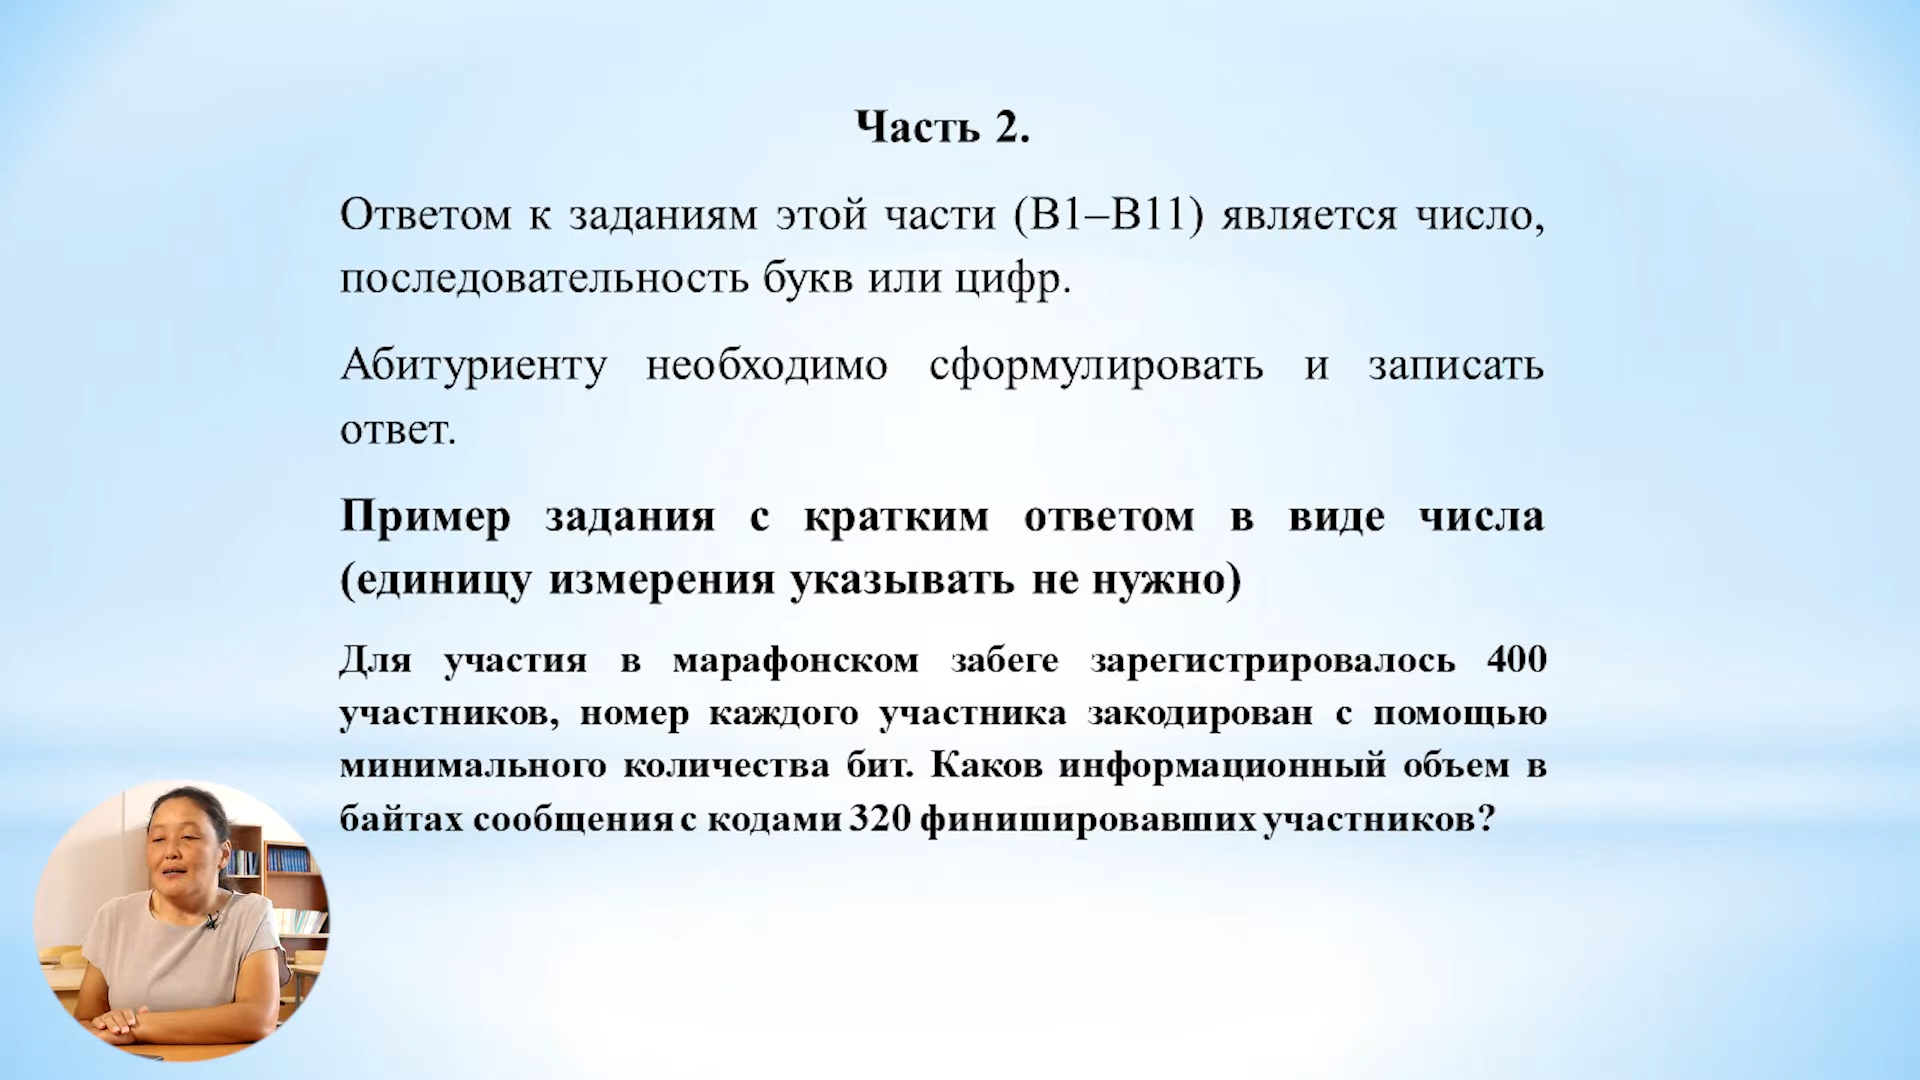 Часть 2.
Ответом к заданиям этой части (В1–В11) является число,
последовательность букв или цифр.
Абитуриенту необходимо сформулировать и записать
ответ.
Пример задания с кратким ответом в виде числа
(единицу измерения указывать не нужно)
Для участия в марафонском забеге зарегистрировалось 400
участников, номер каждого участника закодирован с помощью
минимального количества бит. Каков информационный объем в
байтах сообщения с кодами 320 финишировавших участников?